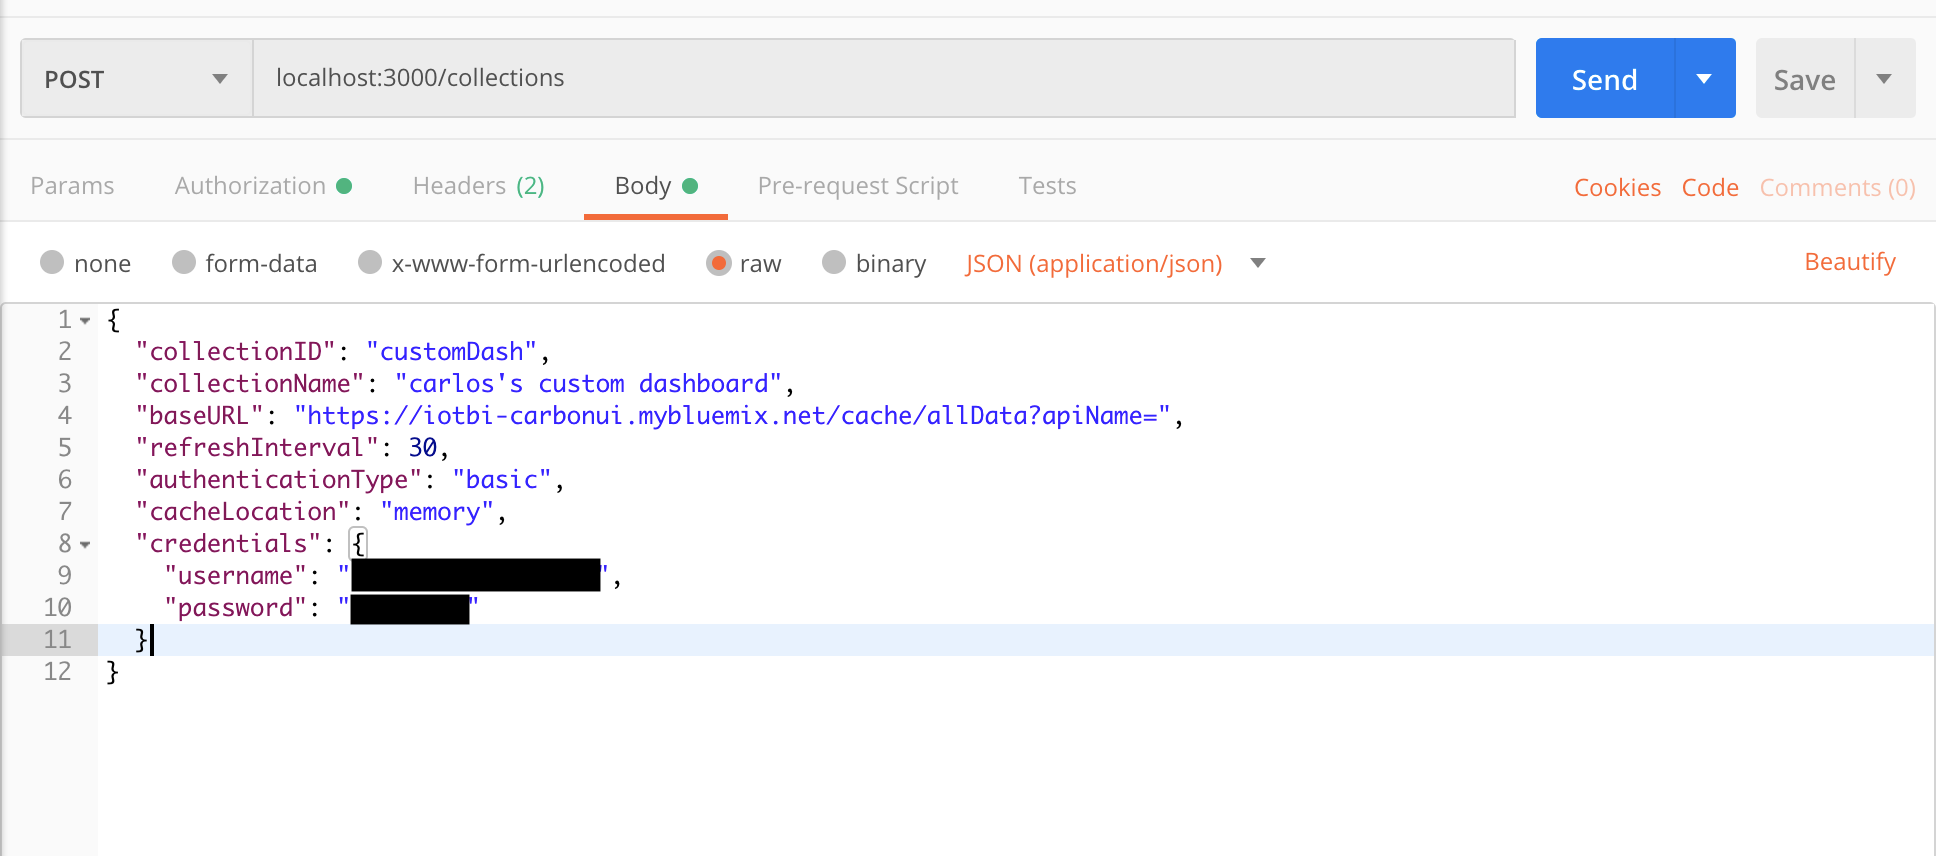 POST localhost:3000/collections Send Save
Params Authorization Headers (2) Body Pre-request Script Tests Cookies Code Comments (0)
none form-data x-www-form-urlencoded raw binary JSON (application/json) Beautify
1 {
2 "collectionID": "customDash",
3 "collectionName": "carlos's custom dashboard",
4 "baseURL": "https://iotbi-carbonui.mybluemix.net/cache/allData?apiName=",
5 "refreshInterval": 30,
6 "authenticationType": "basic",
7 "cacheLocation": "memory",
8 "credentials": {
9 "username": "",
10 "password": ""
11 }
12 }